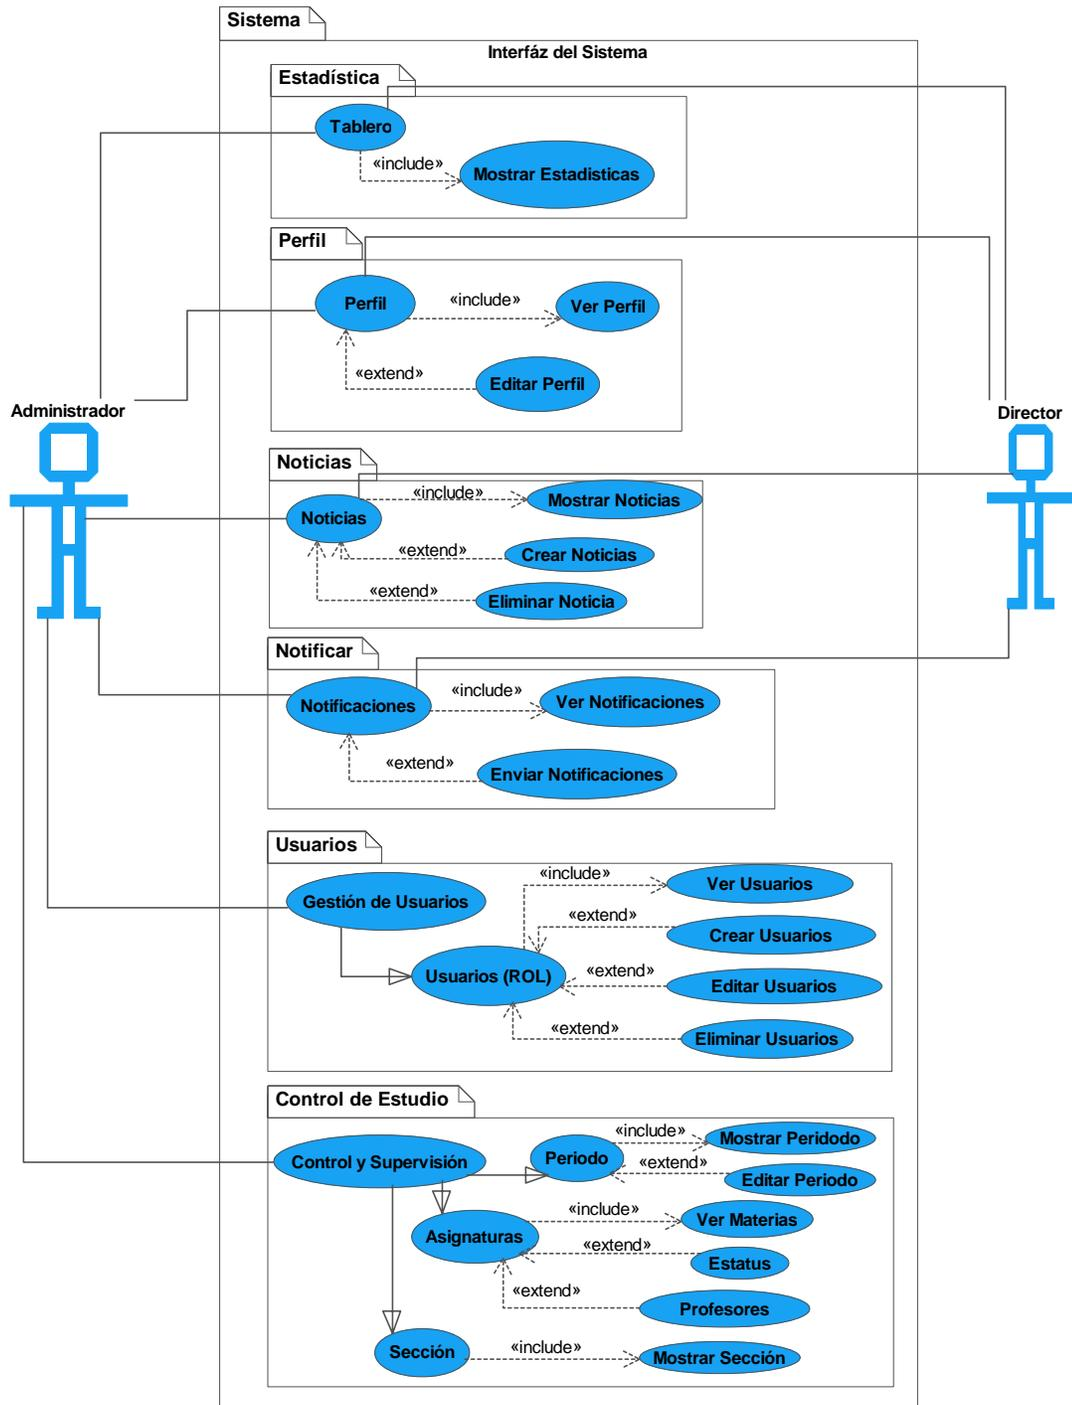 Sistema
Interfáz del Sistema
Estadística
Tablero
«include»
Mostrar Estadisticas
Perfil
Perfil
«include»
Ver Perfil
«extend»
Editar Perfil
Administrador
Director
Noticias
«include»
Mostrar Noticias
Noticias
«extend»
Crear Noticias
«extend»
Eliminar Noticia
Notificar
«include»
Ver Notificaciones
Notificaciones
«extend»
Enviar Notificaciones
Usuarios
«include»
Ver Usuarios
Gestión de Usuarios
«extend»
Crear Usuarios
Usuarios (ROL)
«extend»
Editar Usuarios
«extend»
Eliminar Usuarios
Control de Estudio
«include»
Mostrar Peridodo
Control y Supervisión
Periodo
«extend»
Editar Periodo
«include»
Ver Materias
Asignaturas
«extend»
Estatus
«extend»
Profesores
Sección
«include»
Mostrar Sección